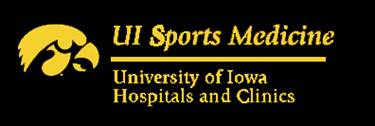 UI Sports Medicine
University of Iowa
Hospitals and Clinics